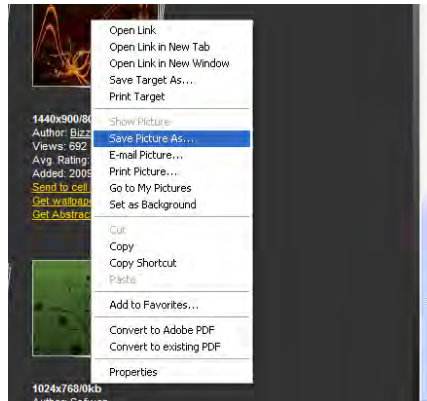 Open Link
Open Link in New Tab
Open Link in New Window
Save Target As...
Print Target
Show Picture
Save Picture As...
E-mail Picture...
Print Picture...
Go to My Pictures
Set as Background
Cut
Copy
Copy Shortcut
Paste
Add to Favorites...
Convert to Adobe PDF
Convert to existing PDF
Properties
1440x900/80
Author: Bizz
Views: 692
Avg. Rating:
Added: 2009
Send to cell
Get wallpap
Get Abstrac
1024x768/0kb
Author: